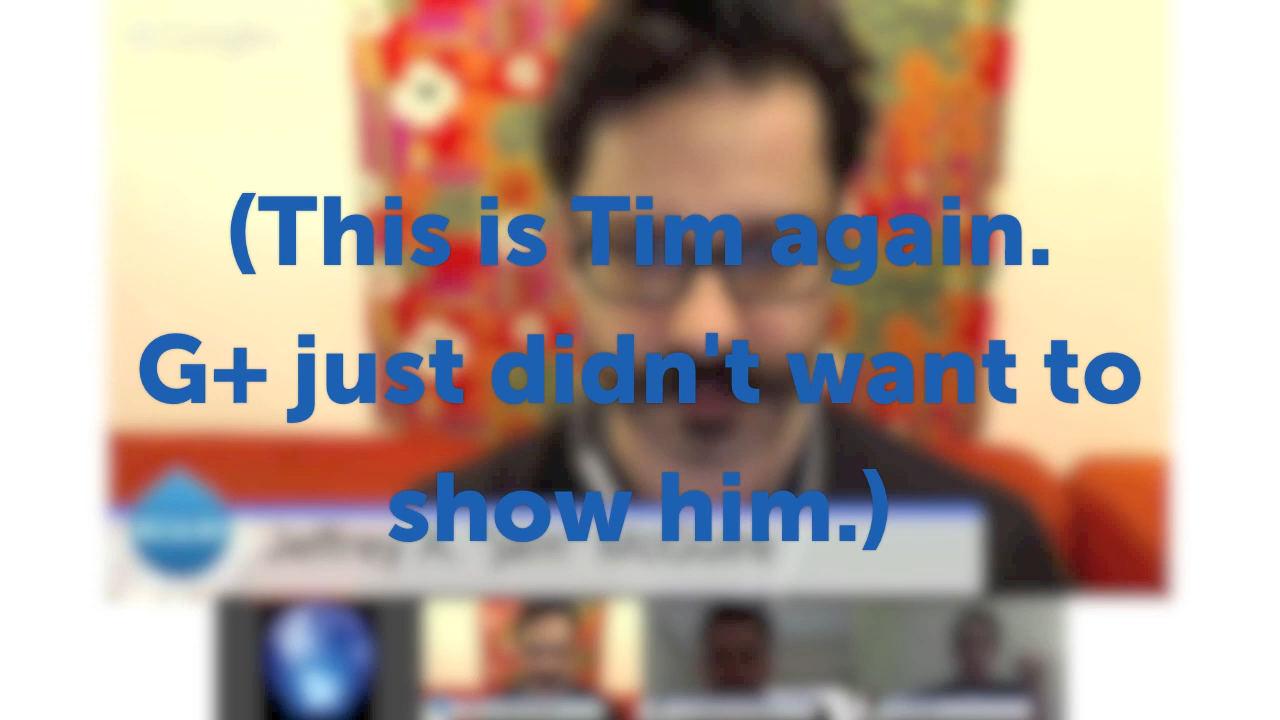 (This is Tim again.
G+ just didn't want to
show him.)